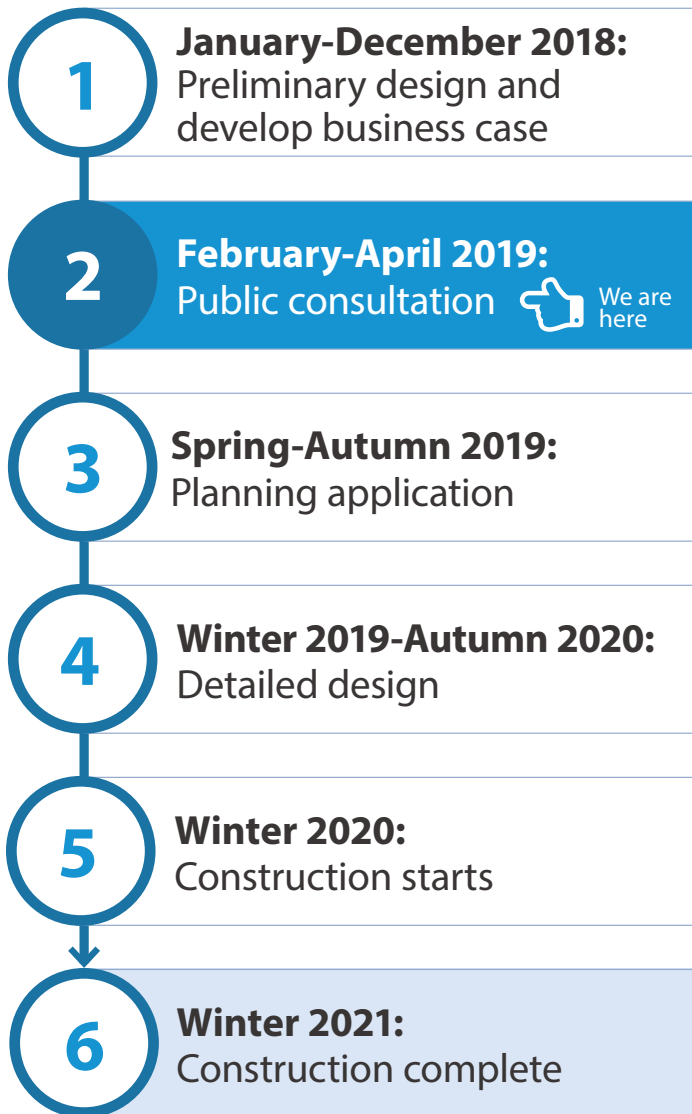 1
January-December 2018:
Preliminary design and
develop business case
2
February-April 2019:
Public consultation
We are
here
3
Spring-Autumn 2019:
Planning application
4
Winter 2019-Autumn 2020:
Detailed design
5
Winter 2020:
Construction starts
6
Winter 2021:
Construction complete